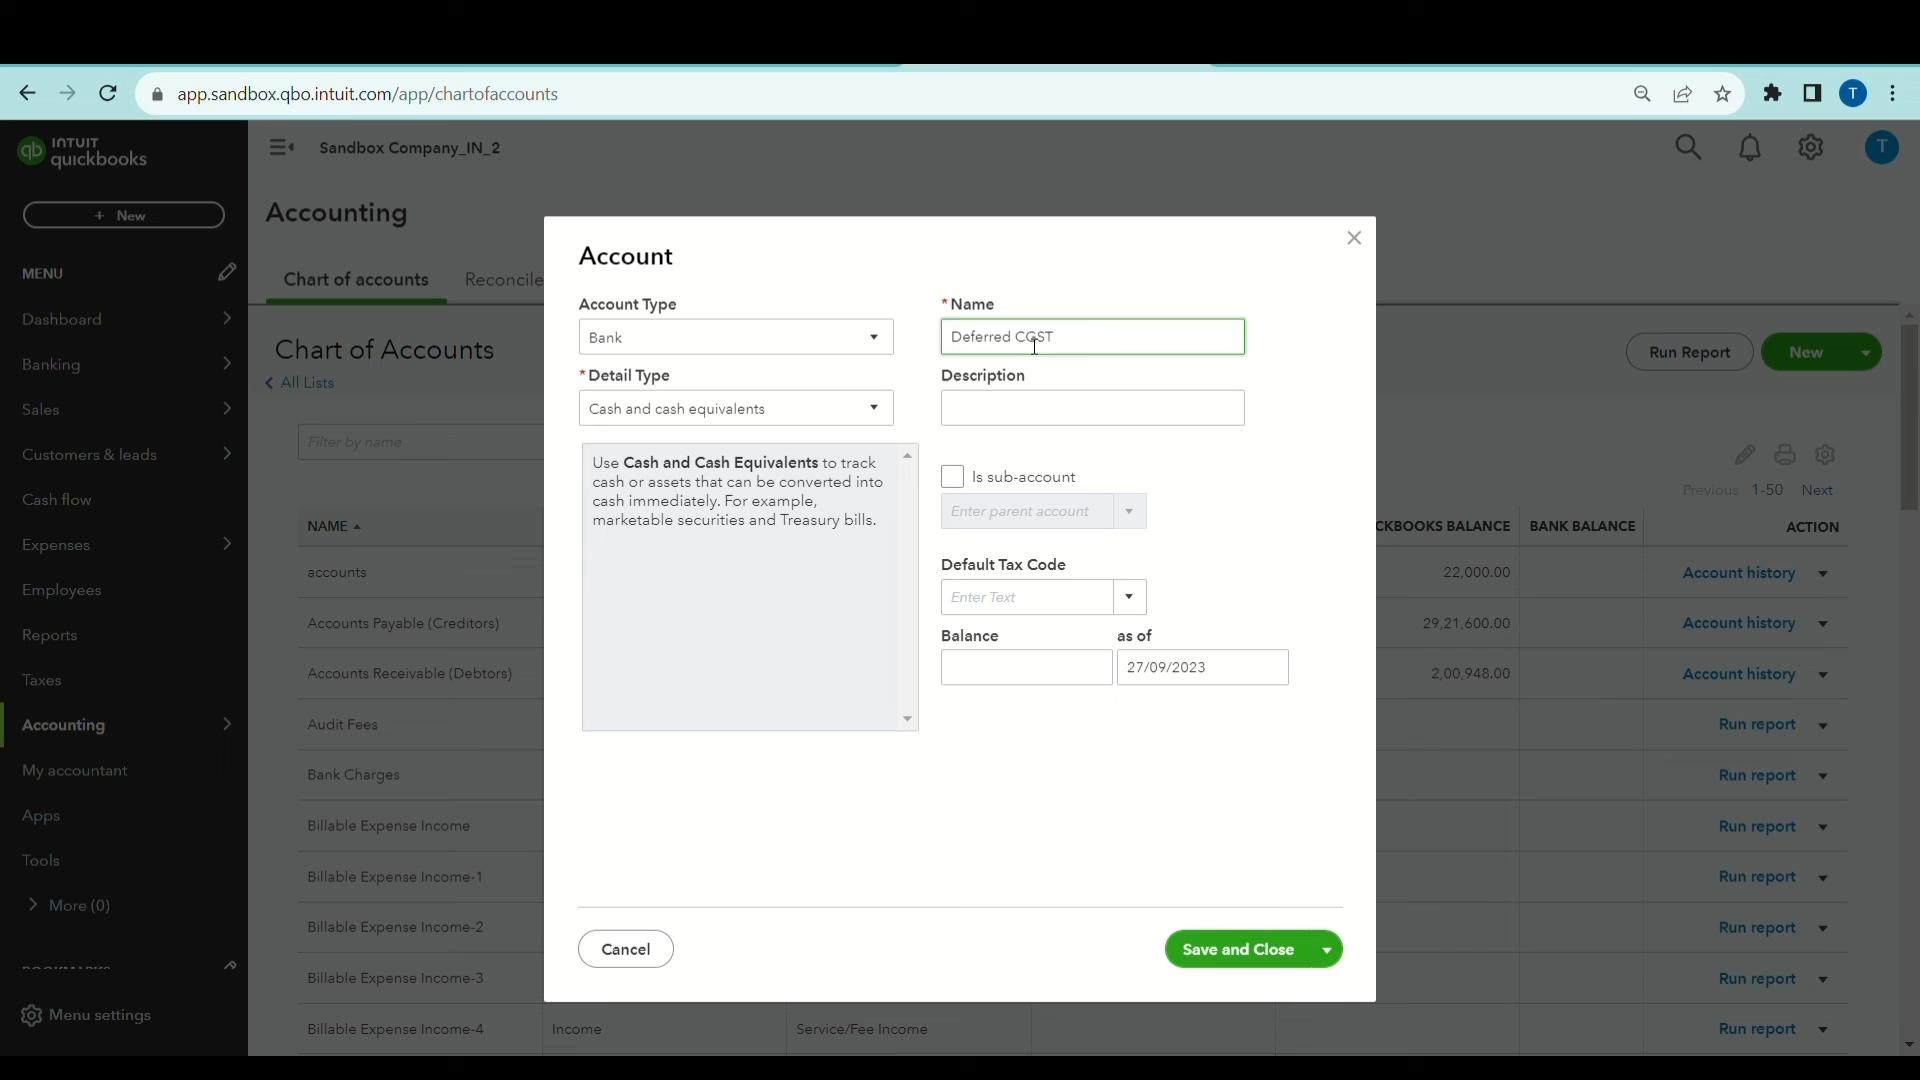 app.sandbox.qbo.intuit.com/app/chartofaccounts
T
INTUIT
quickbooks
Sandbox Company_IN_2
T
+ New
Accounting
MENU
Chart of accounts
Reconcile
Dashboard
Banking
Sales
Customers & leads
Cash flow
Expenses
Employees
Reports
Taxes
Accounting
My accountant
Apps
Tools
More (0)
Menu settings
Chart of Accounts
All Lists
Run Report
New
Filter by name
Previous 1-50 Next
NAME
CKBOOKS BALANCE
BANK BALANCE
ACTION
accounts
22,000.00
Account history
Accounts Payable (Creditors)
29,21,600.00
Account history
Accounts Receivable (Debtors)
2,00,948.00
Account history
Audit Fees
Run report
Bank Charges
Run report
Billable Expense Income
Run report
Billable Expense Income-1
Run report
Billable Expense Income-2
Run report
Billable Expense Income-3
Run report
Billable Expense Income-4
Income
Service/Fee Income
Run report
Account
Account Type
Bank
* Detail Type
Cash and cash equivalents
Use Cash and Cash Equivalents to track
cash or assets that can be converted into
cash immediately. For example,
marketable securities and Treasury bills.
* Name
Deferred CGST
Description
Is sub-account
Enter parent account
Default Tax Code
Enter Text
Balance
as of
27/09/2023
Cancel
Save and Close